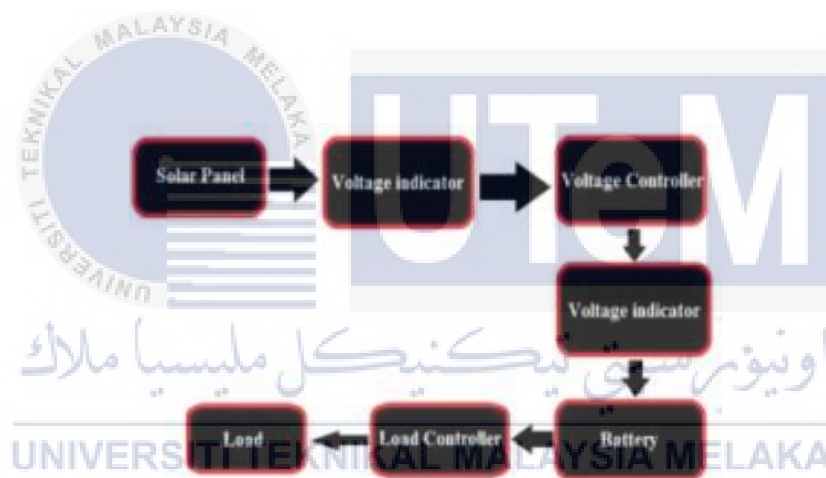 UNIVERSITI TEKNIKAL MALAYSIA MELAKA
UTeM
Solar Panel
Voltage indicator
Voltage Controller
Voltage indicator
اونيۏرسيتي تيكنيكل مليسيا ملاك
Load
Load Controller
Battery
UNIVERSITI TEKNIKAL MALAYSIA MELAKA